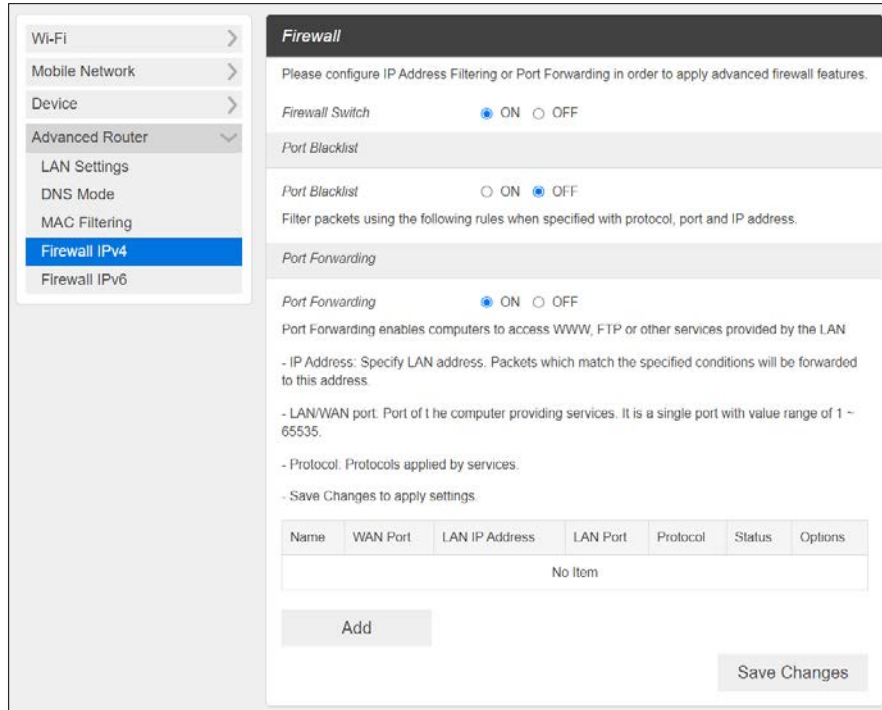 Wi-Fi
Mobile Network
Device
Advanced Router
LAN Settings
DNS Mode
MAC Filtering
Firewall IPv4
Firewall IPv6
Firewall
Please configure IP Address Filtering or Port Forwarding in order to apply advanced firewall features.
Firewall Switch ON OFF
Port Blacklist
Port Blacklist ON OFF
Filter packets using the following rules when specified with protocol, port and IP address.
Port Forwarding
Port Forwarding ON OFF
Port Forwarding enables computers to access WWW, FTP or other services provided by the LAN
- IP Address: Specify LAN address. Packets which match the specified conditions will be forwarded
to this address.
- LAN/WAN port: Port of t he computer providing services. It is a single port with value range of 1 ~
65535.
- Protocol: Protocols applied by services.
- Save Changes to apply settings.
Name WAN Port LAN IP Address LAN Port Protocol Status Options
No Item
Add
Save Changes